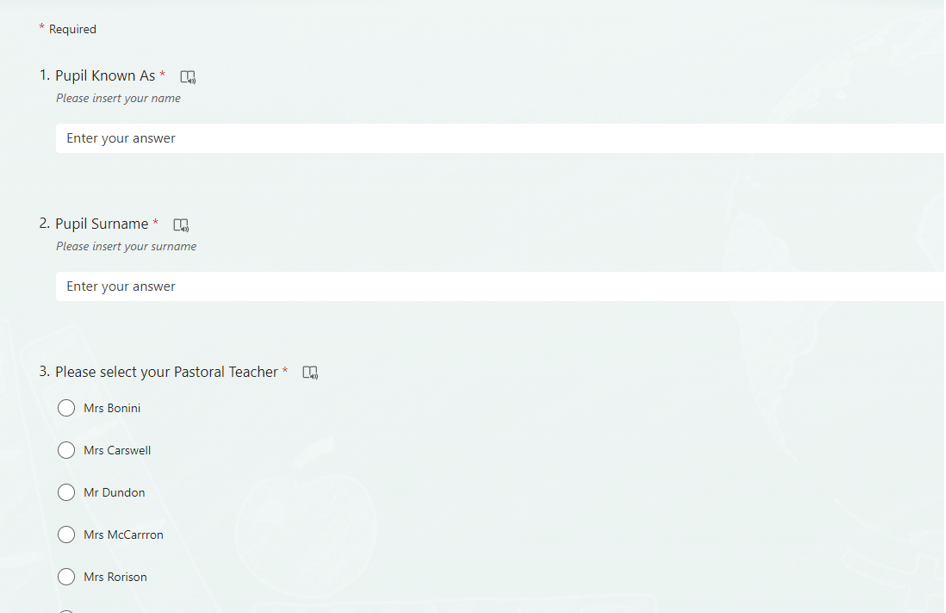 * Required
1. Pupil Known As *
Please insert your name
Enter your answer
2. Pupil Surname *
Please insert your surname
Enter your answer
3. Please select your Pastoral Teacher *
Mrs Bonini
Mrs Carswell
Mr Dundon
Mrs McCarrron
Mrs Rorison